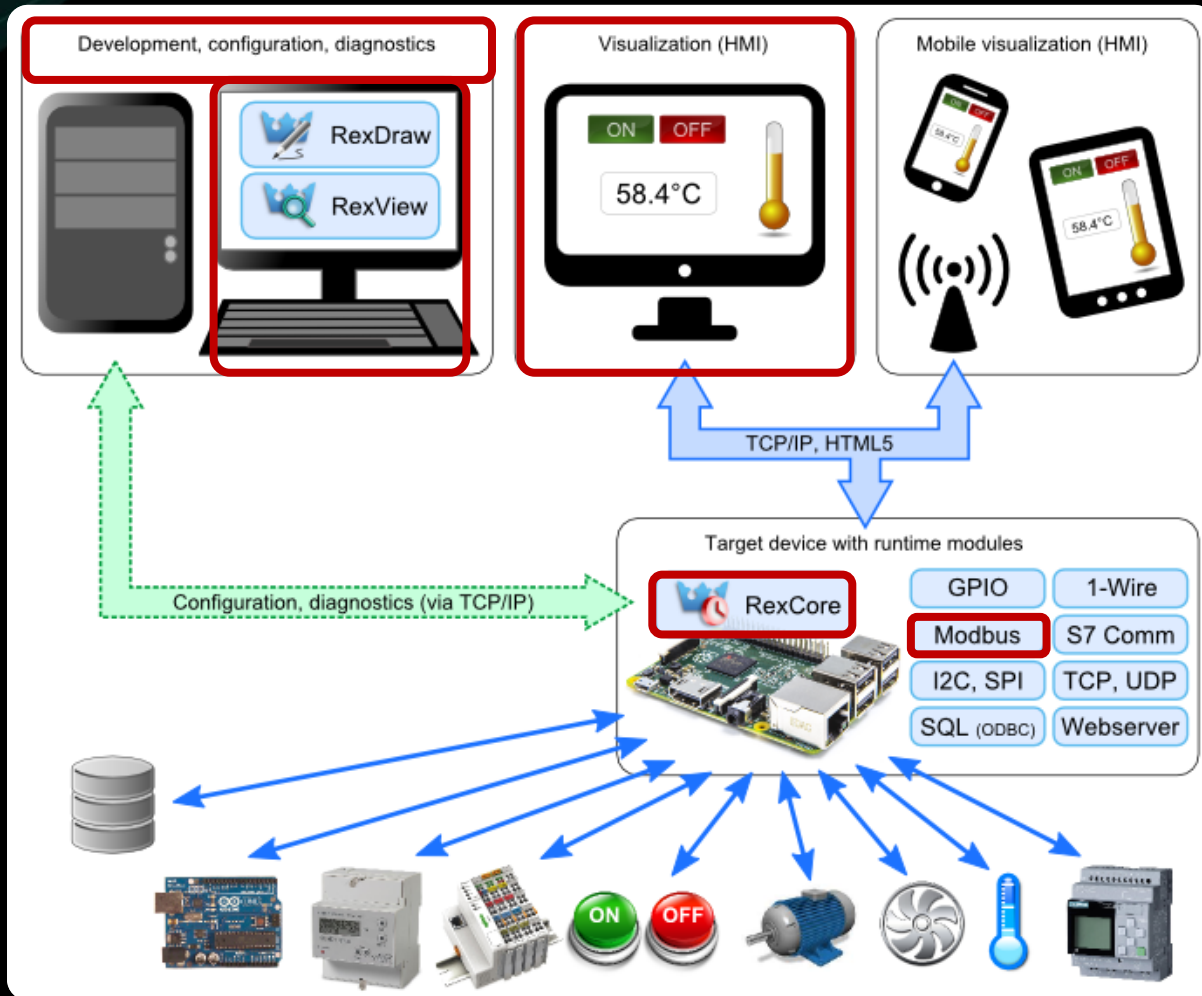 Development, configuration, diagnostics
RexDraw
RexView
Visualization (HMI)
ON OFF
58.4°C
Mobile visualization (HMI)
ON OFF
58.4°C
ON OFF
58.4°C
TCP/IP, HTML5
Configuration, diagnostics (via TCP/IP)
Target device with runtime modules
RexCore
GPIO 1-Wire
Modbus S7 Comm
I2C, SPI TCP, UDP
SQL (ODBC) Webserver
ON OFF